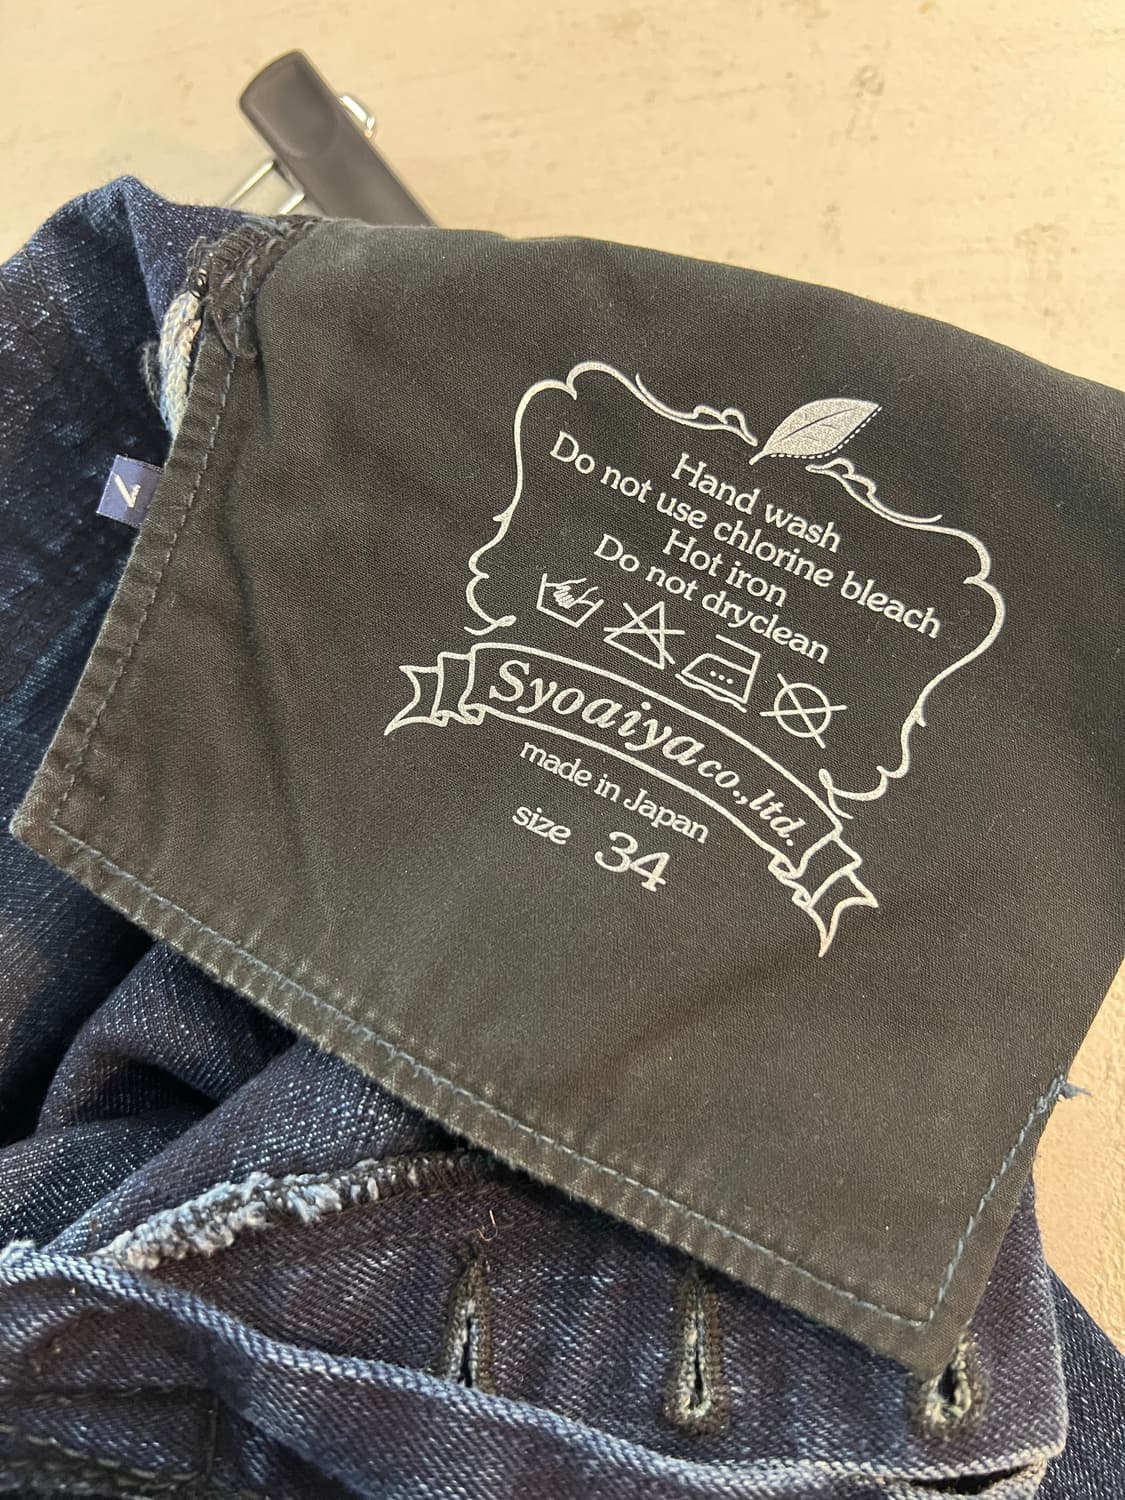 Hand wash
Do not use chlorine bleach
Hot iron
Do not dryclean
Syoaiya co.,ltd.
made in Japan
size 34